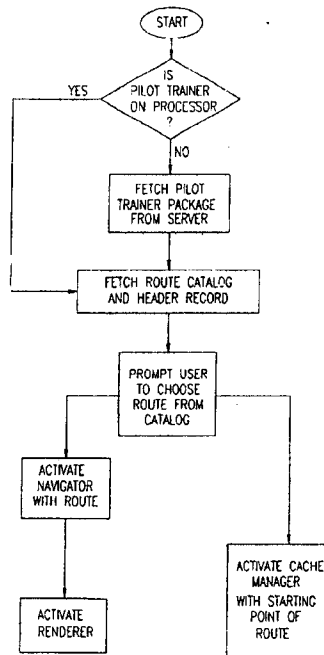 START
IS
PILOT TRAINER
ON PROCESSOR
?
YES
NO
FETCH PILOT
TRAINER PACKAGE
FROM SERVER
FETCH ROUTE CATALOG
AND HEADER RECORD
PROMPT USER
TO CHOOSE
ROUTE FROM
CATALOG
ACTIVATE
NAVIGATOR
WITH ROUTE
ACTIVATE
RENDERER
ACTIVATE CACHE
MANAGER
WITH STARTING
POINT OF
ROUTE